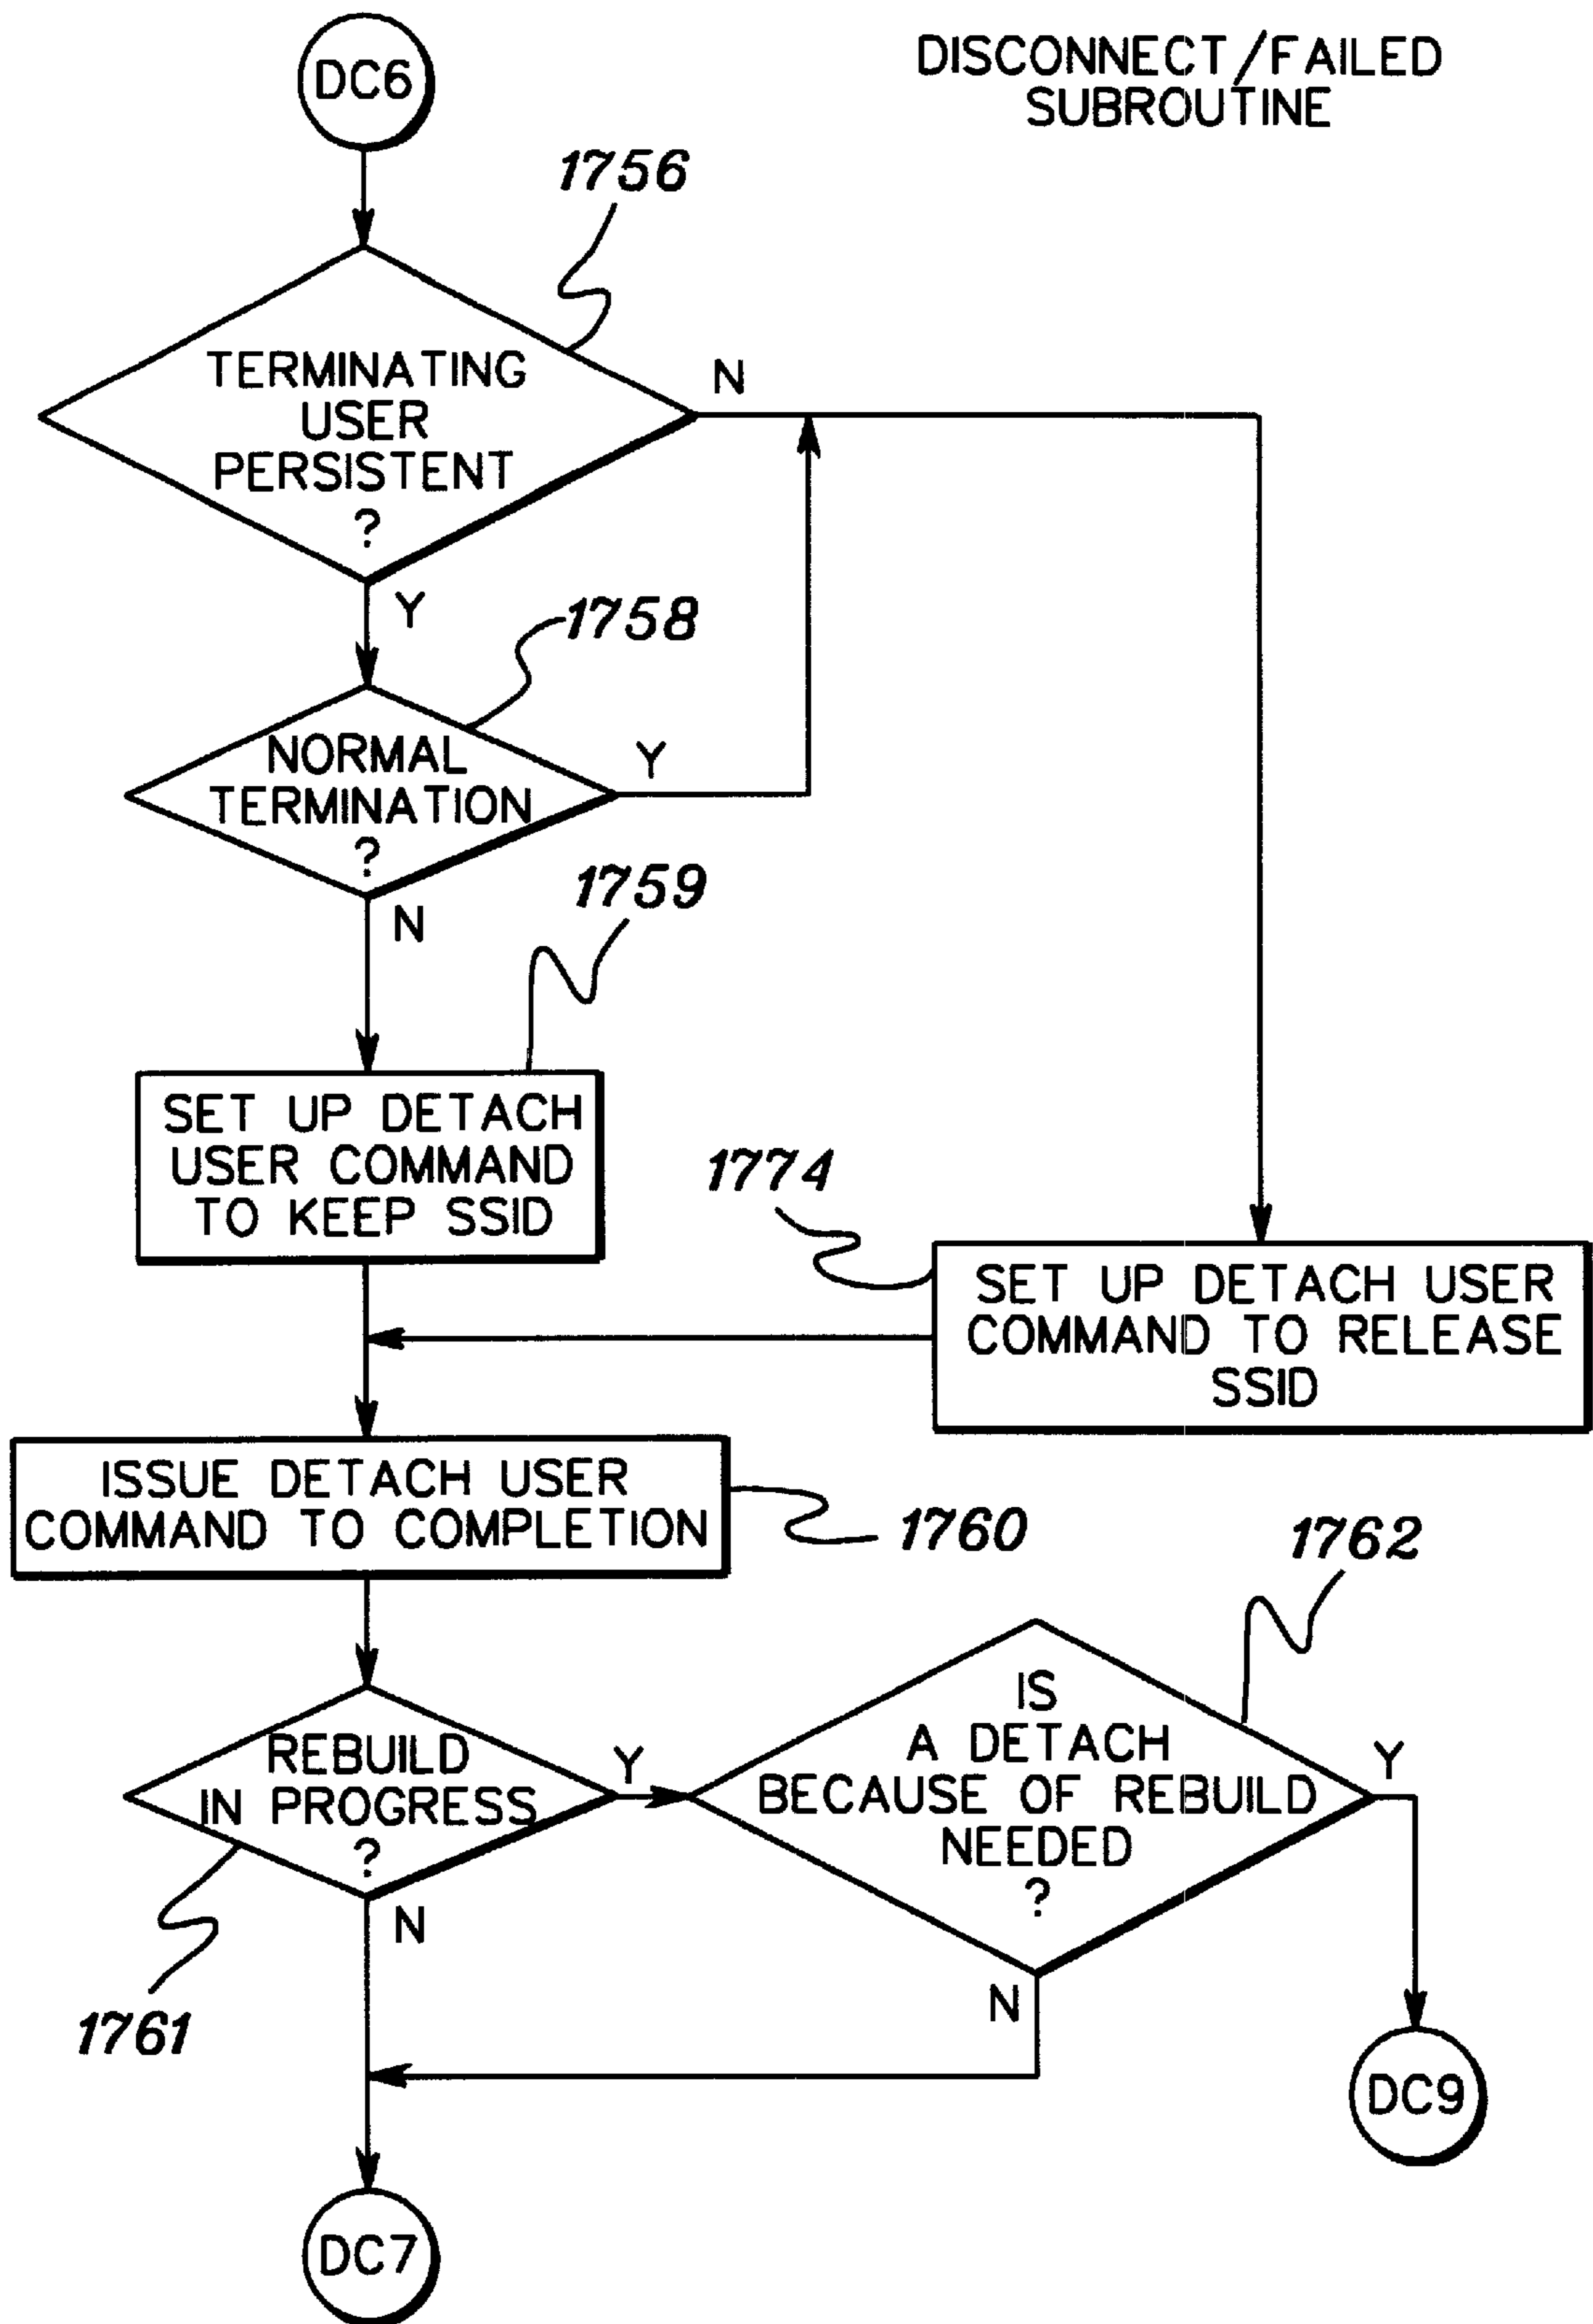 DC6
DISCONNECT/FAILED
SUBROUTINE
1756
TERMINATING
USER
PERSISTENT
?
N
Y
1758
NORMAL
TERMINATION
?
Y
N
1759
SET UP DETACH
USER COMMAND
TO KEEP SSID
1774
SET UP DETACH USER
COMMAND TO RELEASE
SSID
ISSUE DETACH USER
COMMAND TO COMPLETION
1760
1762
REBUILD
IN PROGRESS
?
Y
N
1761
IS
A DETACH
BECAUSE OF REBUILD
NEEDED
?
Y
N
DC9
DC7